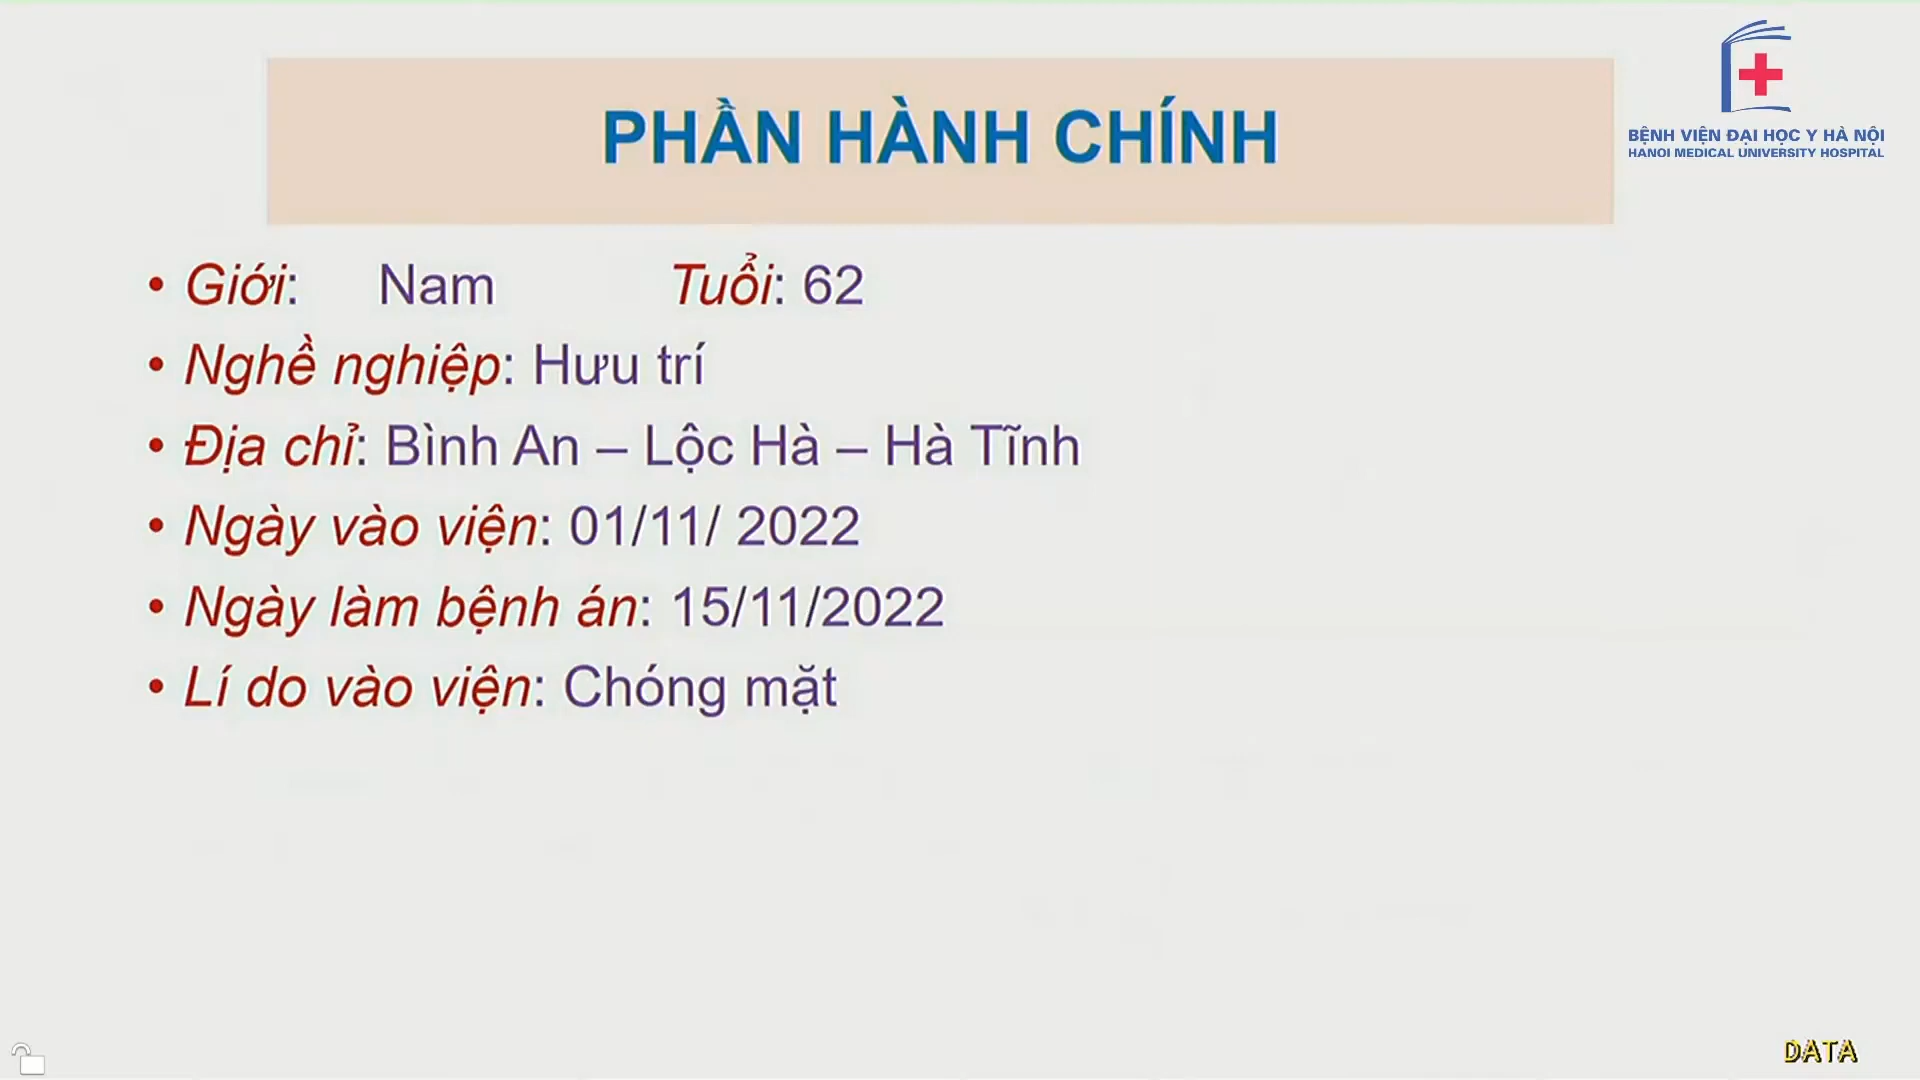 BỆNH VIỆN ĐẠI HỌC Y HÀ NỘI
HANOI MEDICAL UNIVERSITY HOSPITAL
PHẦN HÀNH CHÍNH
• Giới: Nam Tuổi: 62
• Nghề nghiệp: Hưu trí
• Địa chỉ: Bình An – Lộc Hà – Hà Tĩnh
• Ngày vào viện: 01/11/ 2022
• Ngày làm bệnh án: 15/11/2022
• Lí do vào viện: Chóng mặt
DATA